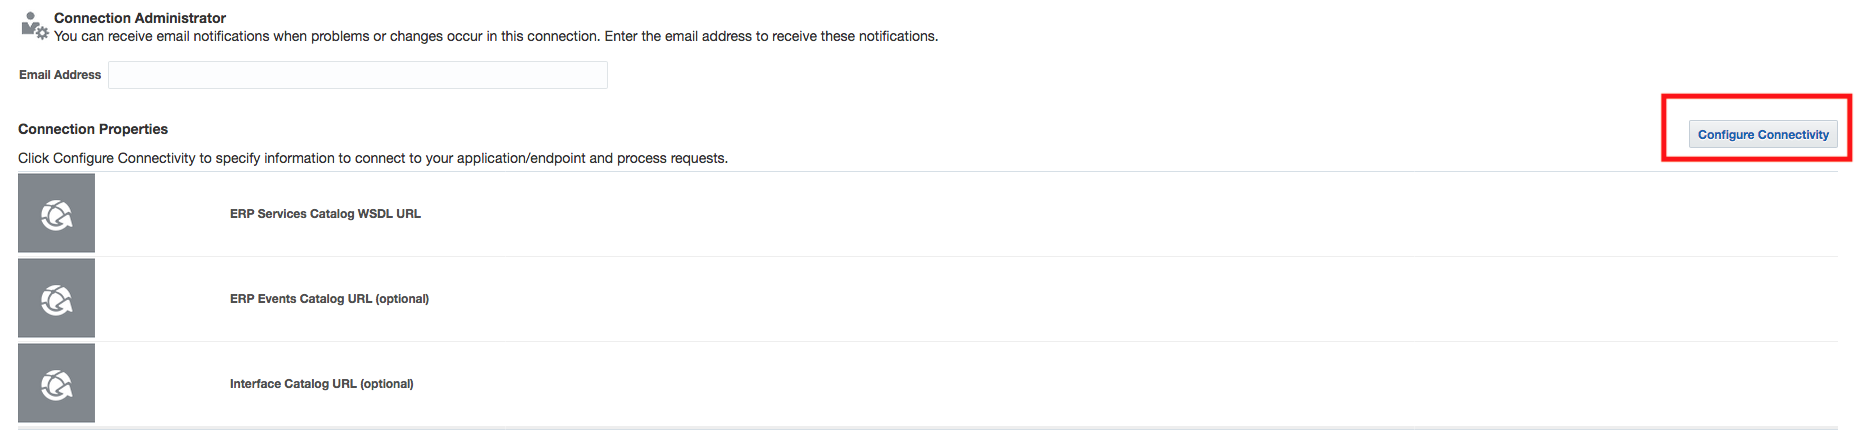 Connection Administrator
You can receive email notifications when problems or changes occur in this connection. Enter the email address to receive these notifications.
Email Address
Connection Properties
Configure Connectivity
Click Configure Connectivity to specify information to connect to your application/endpoint and process requests.
ERP Services Catalog WSDL URL
ERP Events Catalog URL (optional)
Interface Catalog URL (optional)